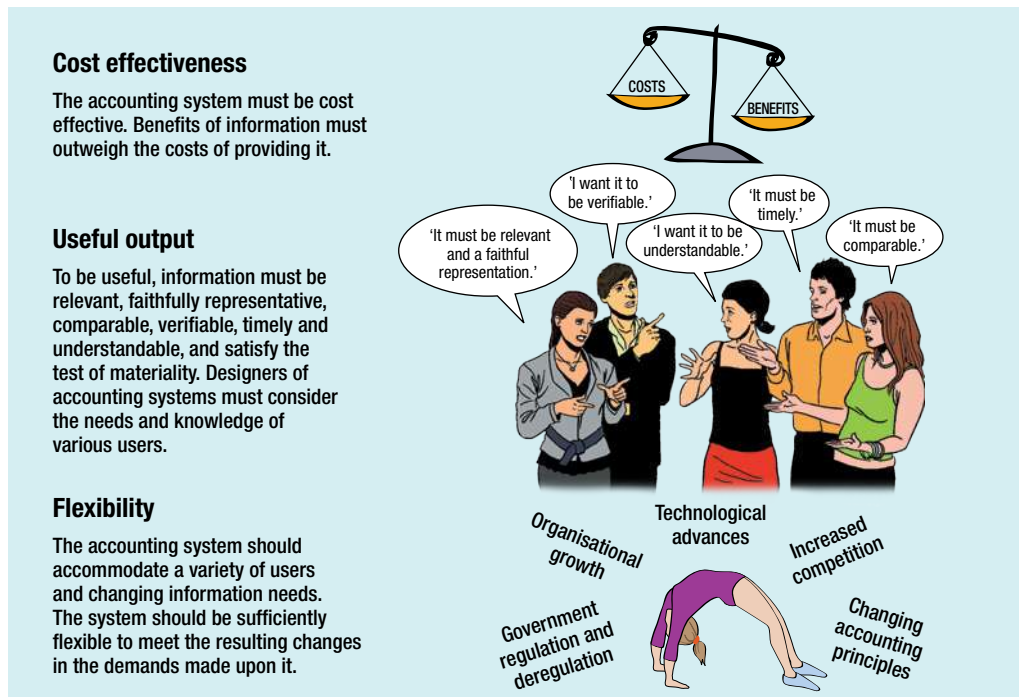 Cost effectiveness
The accounting system must be cost
effective. Benefits of information must
outweigh the costs of providing it.
COSTS
BENEFITS
Useful output
To be useful, information must be
relevant, faithfully representative,
comparable, verifiable, timely and
understandable, and satisfy the
test of materiality. Designers of
accounting systems must consider
the needs and knowledge of
various users.
‘It must be relevant
and a faithful
representation.’
‘I want it to
be verifiable.’
‘I want it to be
understandable.’
‘It must be
timely.’
‘It must be
comparable.’
Flexibility
The accounting system should
accommodate a variety of users
and changing information needs.
The system should be sufficiently
flexible to meet the resulting changes
in the demands made upon it.
Organisational
growth
Technological
advances
Increased
competition
Government
regulation and
deregulation
Changing
accounting
principles